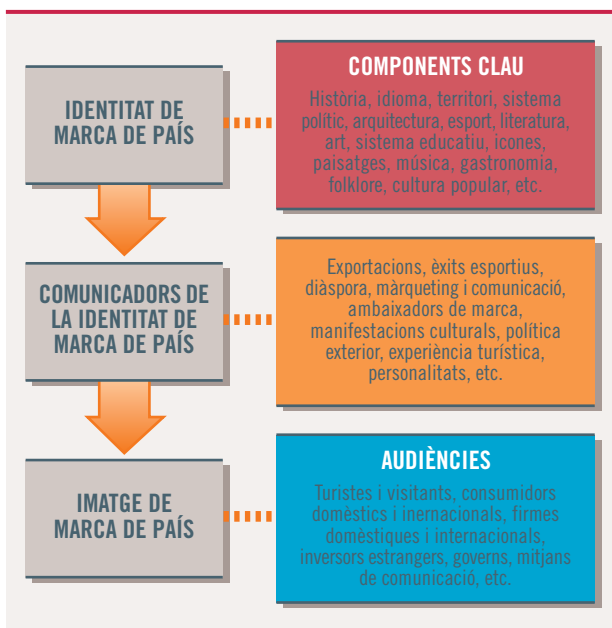 IDENTITAT DE
MARCA DE PAÍS
COMPONENTS CLAU
Història, idioma, territori, sistema
polític, arquitectura, esport, literatura,
art, sistema educatiu, icones,
paisatges, música, gastronomia,
folklore, cultura popular, etc.
COMUNICADORS DE
LA IDENTITAT DE
MARCA DE PAÍS
Exportacions, èxits esportius,
diàspora, màrqueting i comunicació,
ambaixadors de marca,
manifestacions culturals, política
exterior, experiència turística,
personalitats, etc.
IMATGE DE
MARCA DE PAÍS
AUDIÈNCIES
Turistes i visitants, consumidors
domèstics i inernacionals, firmes
domèstiques i internacionals,
inversors estrangers, governs, mitjans
de comunicació, etc.